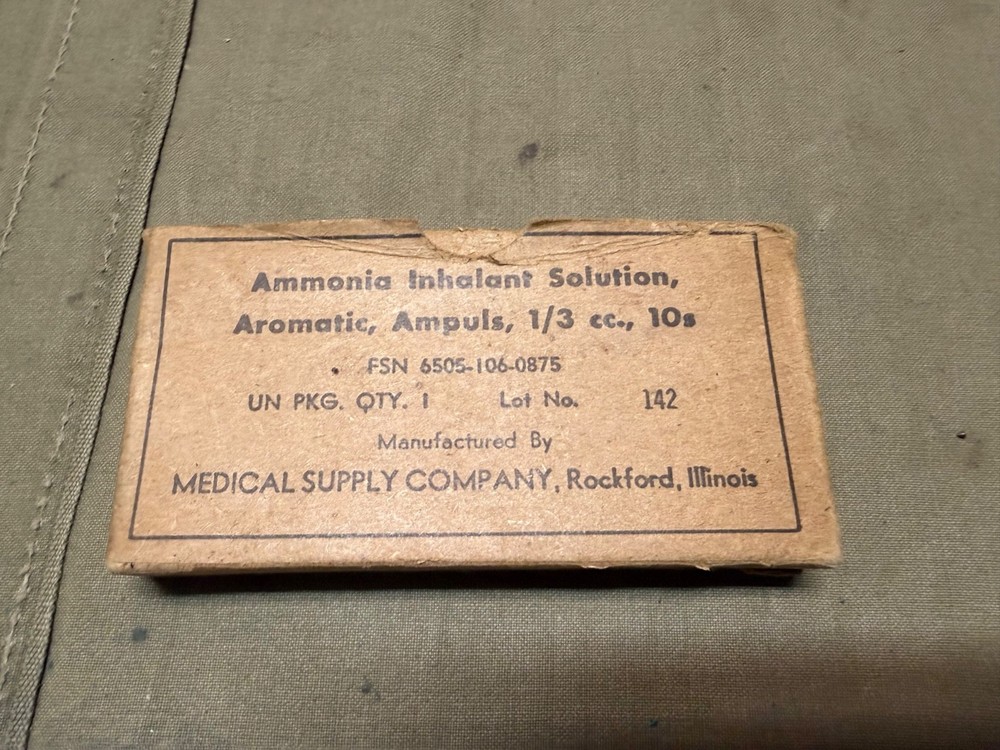 Ammonia Inhalant Solution,
Aromatic, Ampuls, 1/3 cc., 10s
FSN 6505-106-0875
UN PKG. QTY. 1 Lot No. 142
Manufactured By
MEDICAL SUPPLY COMPANY, Rockford, Illinois